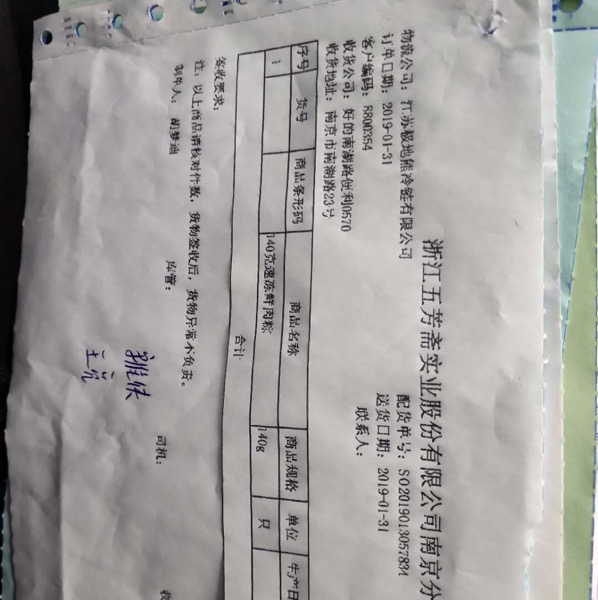 浙江五芳斋实业股份有限公司南京分
物流公司：江苏极地熊冷链有限公司
配货单号：SO2019013057834
订单日期：2019-01-31
送货日期：2019-01-31
客户编码：8800354
联系人：
收货公司：好的南湖路便利0570
收货地址：南京市南湖路23号
序号 货号 商品条形码 商品名称 商品规格 单位 生产日
1 140克速冻鲜肉粽 140g 只
合计
签收要求：
注：以上商品请核对件数，货物签收后，货物异常不负责。
制单人：胡梦迪 库管： 司机： 收